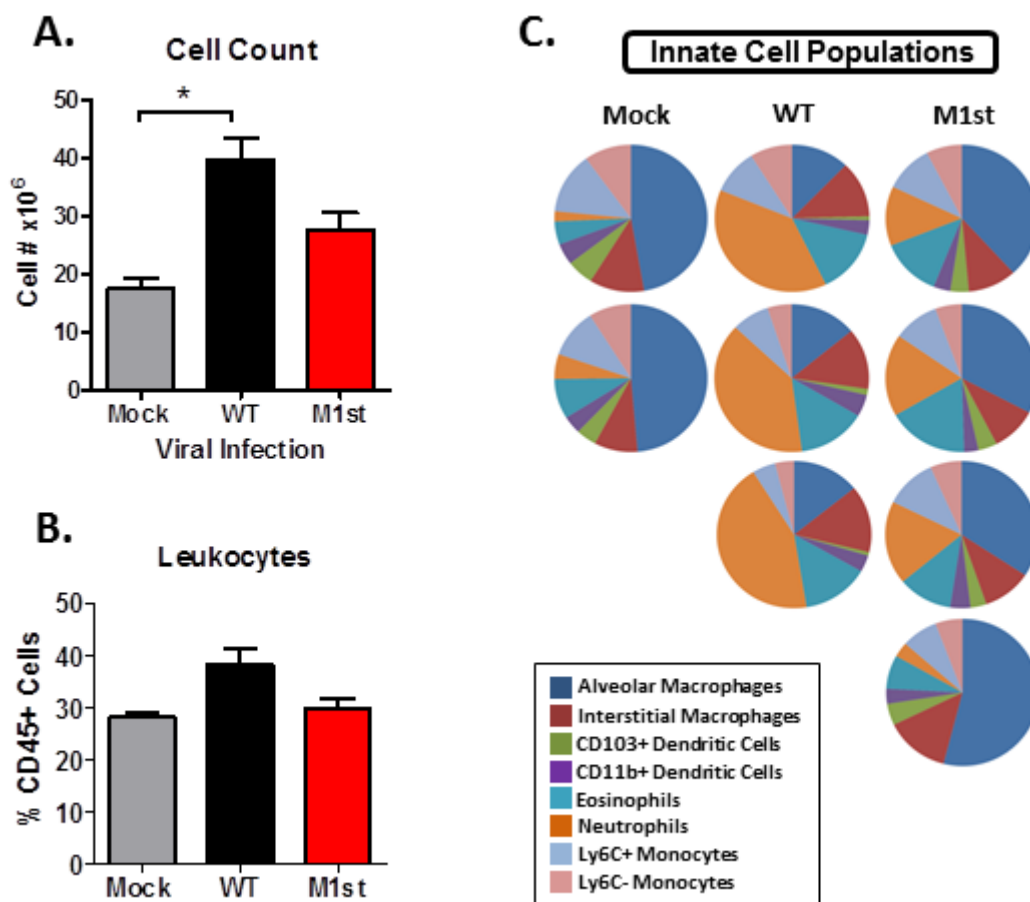 A.
Cell Count
50
40
30
20
10
0
Cell # x10⁶
*
Mock WT M1st
Viral Infection
B.
Leukocytes
50
40
30
20
10
0
% CD45+ Cells
Mock WT M1st
C.
Innate Cell Populations
Mock WT M1st
Alveolar Macrophages
Interstitial Macrophages
CD103+ Dendritic Cells
CD11b+ Dendritic Cells
Eosinophils
Neutrophils
Ly6C+ Monocytes
Ly6C- Monocytes